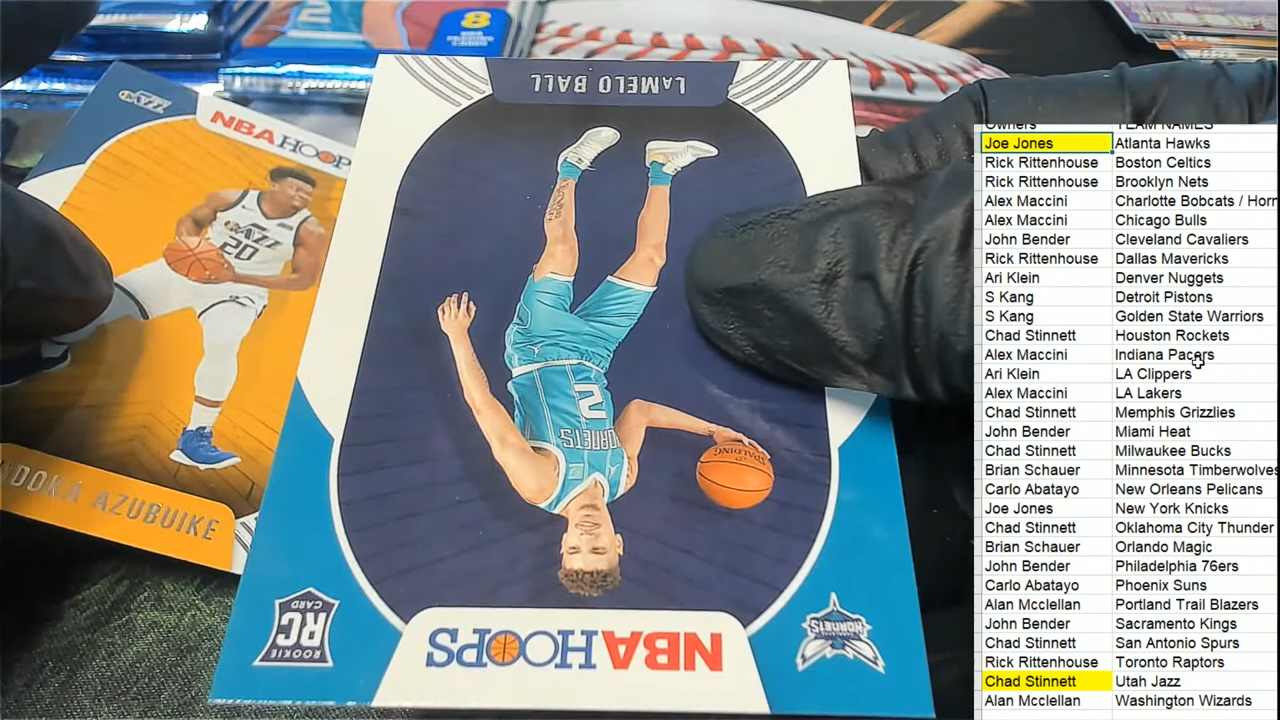 8
JAZZ
NBA HOOPS
JAZZ
20
UDOKA AZUBUIKE
LaMELO BALL
2
HORNETS
SPALDING
RC
ROOKIE CARD
NBA HOOPS
HORNETS
Owners TEAM NAMES
Joe Jones Atlanta Hawks
Rick Rittenhouse Boston Celtics
Rick Rittenhouse Brooklyn Nets
Alex Maccini Charlotte Bobcats / Horr
Alex Maccini Chicago Bulls
John Bender Cleveland Cavaliers
Rick Rittenhouse Dallas Mavericks
Ari Klein Denver Nuggets
S Kang Detroit Pistons
S Kang Golden State Warriors
Chad Stinnett Houston Rockets
Alex Maccini Indiana Pacers
Ari Klein LA Clippers
Alex Maccini LA Lakers
Chad Stinnett Memphis Grizzlies
John Bender Miami Heat
Chad Stinnett Milwaukee Bucks
Brian Schauer Minnesota Timberwolves
Carlo Abatayo New Orleans Pelicans
Joe Jones New York Knicks
Chad Stinnett Oklahoma City Thunder
Brian Schauer Orlando Magic
John Bender Philadelphia 76ers
Carlo Abatayo Phoenix Suns
Alan Mcclellan Portland Trail Blazers
John Bender Sacramento Kings
Chad Stinnett San Antonio Spurs
Rick Rittenhouse Toronto Raptors
Chad Stinnett Utah Jazz
Alan Mcclellan Washington Wizards